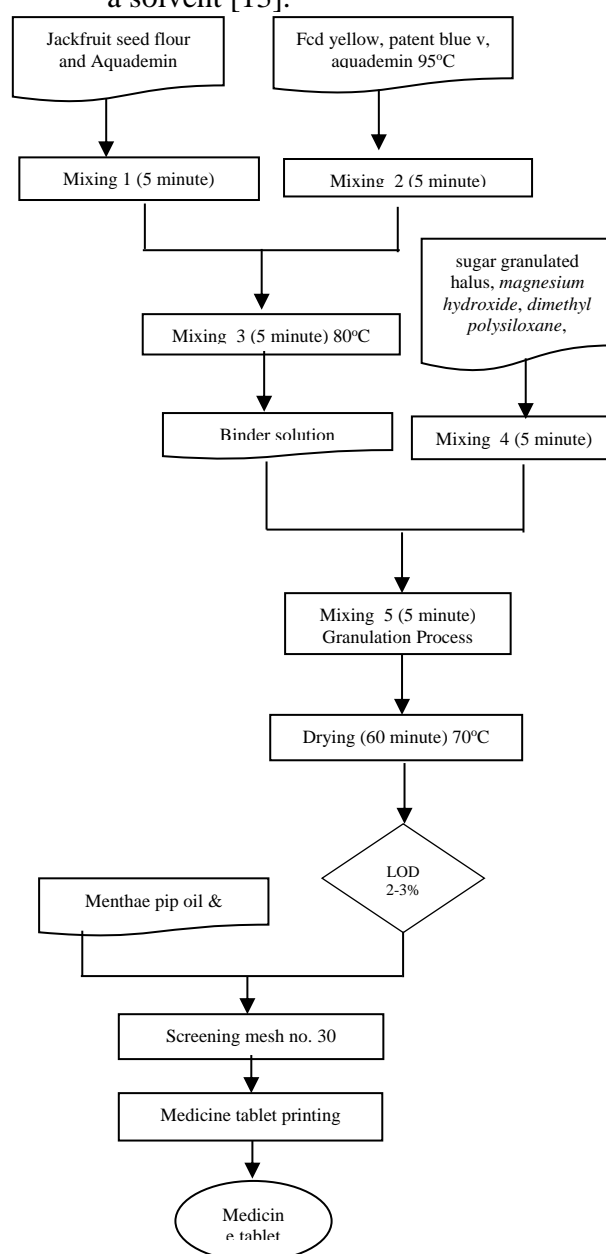 a solvent [13].
Jackfruit seed flour
and Aquademin
Fcd yellow, patent blue v,
aquademin 95°C
Mixing 1 (5 minute)
Mixing 2 (5 minute)
sugar granulated
halus, magnesium
hydroxide, dimethyl
polysiloxane,
Mixing 3 (5 minute) 80°C
Binder solution
Mixing 4 (5 minute)
Mixing 5 (5 minute)
Granulation Process
Drying (60 minute) 70°C
LOD
2-3%
Menthae pip oil &
Screening mesh no. 30
Medicine tablet printing
Medicin
e tablet